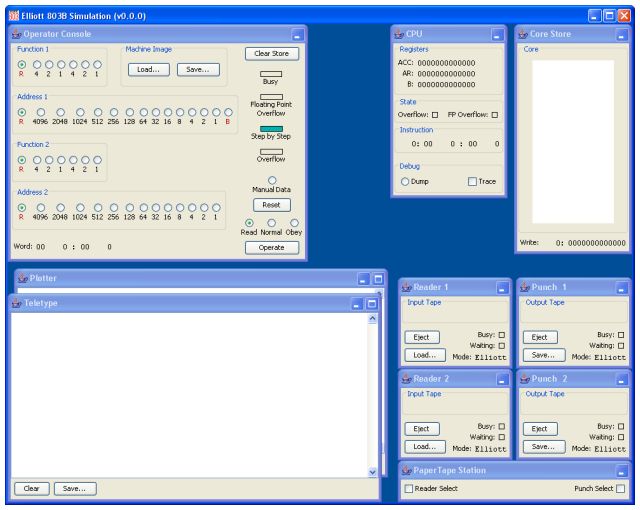 Elliott 803B Simulation (v0.0.0)
Operator Console
Function 1
R 4 2 1 4 2 1
Machine Image
Load... Save...
Clear Store
Busy
Floating Point
Overflow
Step by Step
Overflow
Address 1
R 4096 2048 1024 512 256 128 64 32 16 8 4 2 1 B
Function 2
R 4 2 1 4 2 1
Manual Data
Reset
Address 2
R 4096 2048 1024 512 256 128 64 32 16 8 4 2 1
Read Normal Obey
Operate
Word: 00 0 : 00 0
CPU
Registers
ACC: 0000000000000
AR: 0000000000000
B: 0000000000000
State
Overflow: FP Overflow:
Instruction
0: 00 0 : 00 0
Debug
Dump Trace
Core Store
Core
Write: 0: 0000000000000
Plotter
Teletype
Clear Save...
Reader 1
Input Tape
Eject Busy:
Waiting:
Load... Mode: Elliott
Punch 1
Output Tape
Eject Busy:
Waiting:
Save... Mode: Elliott
Reader 2
Input Tape
Eject Busy:
Waiting:
Load... Mode: Elliott
Punch 2
Output Tape
Eject Busy:
Waiting:
Save... Mode: Elliott
PaperTape Station
Reader Select Punch Select